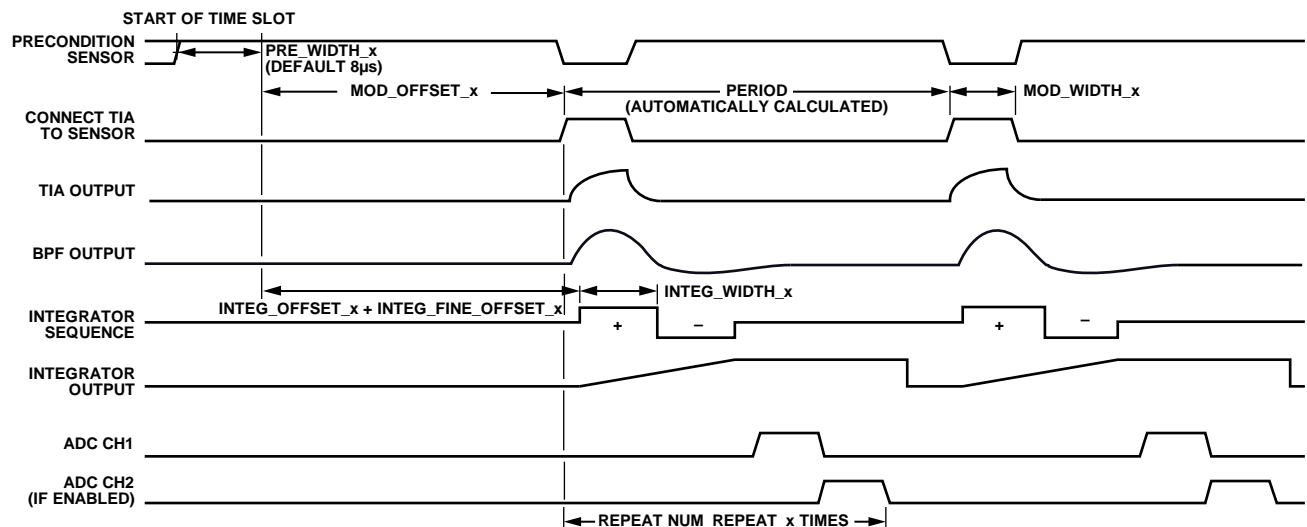 START OF TIME SLOT
PRECONDITION
SENSOR
PRE_WIDTH_x
(DEFAULT 8µs)
MOD_OFFSET_x
PERIOD
(AUTOMATICALLY CALCULATED)
MOD_WIDTH_x
CONNECT TIA
TO SENSOR
TIA OUTPUT
BPF OUTPUT
INTEG_OFFSET_x + INTEG_FINE_OFFSET_x
INTEG_WIDTH_x
INTEGRATOR
SEQUENCE
+ – + –
INTEGRATOR
OUTPUT
ADC CH1
ADC CH2
(IF ENABLED)
REPEAT NUM_REPEAT_x TIMES